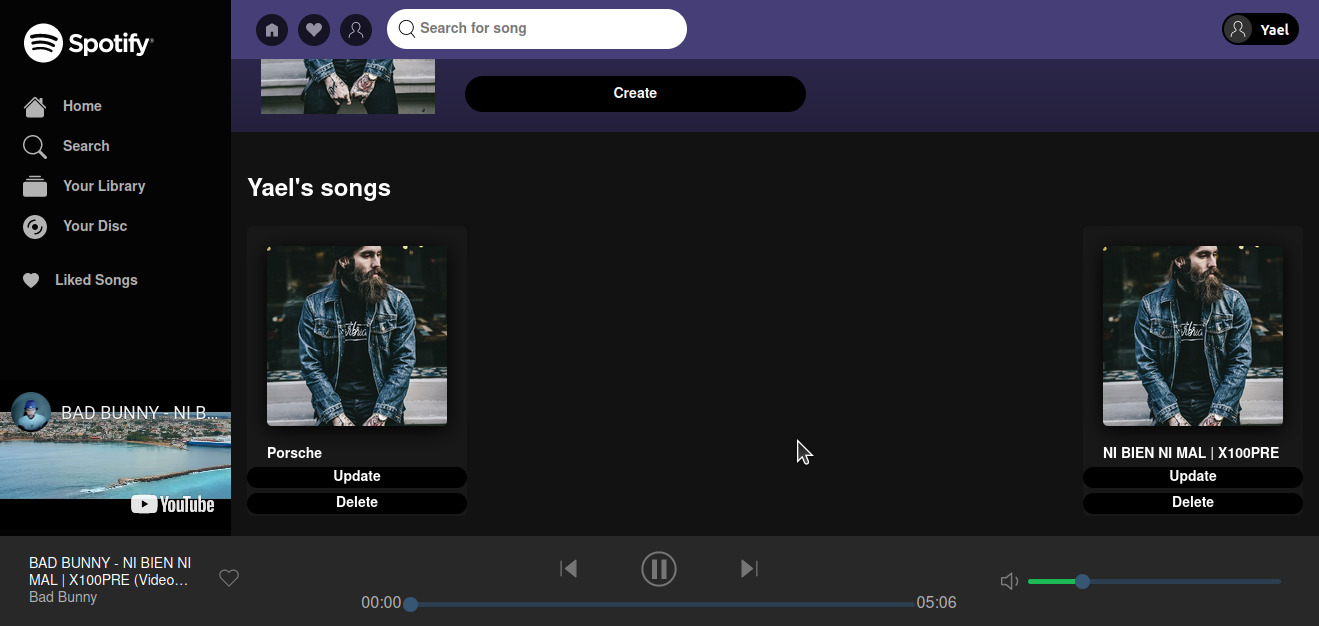 Spotify®
Home
Search
Your Library
Your Disc
Liked Songs
Search for song
Yael
Create
Yael's songs
Porsche
Update
Delete
NI BIEN NI MAL | X100PRE
Update
Delete
BAD BUNNY - NI B...
YouTube
BAD BUNNY - NI BIEN NI
MAL | X100PRE (Video…
Bad Bunny
00:00
05:06